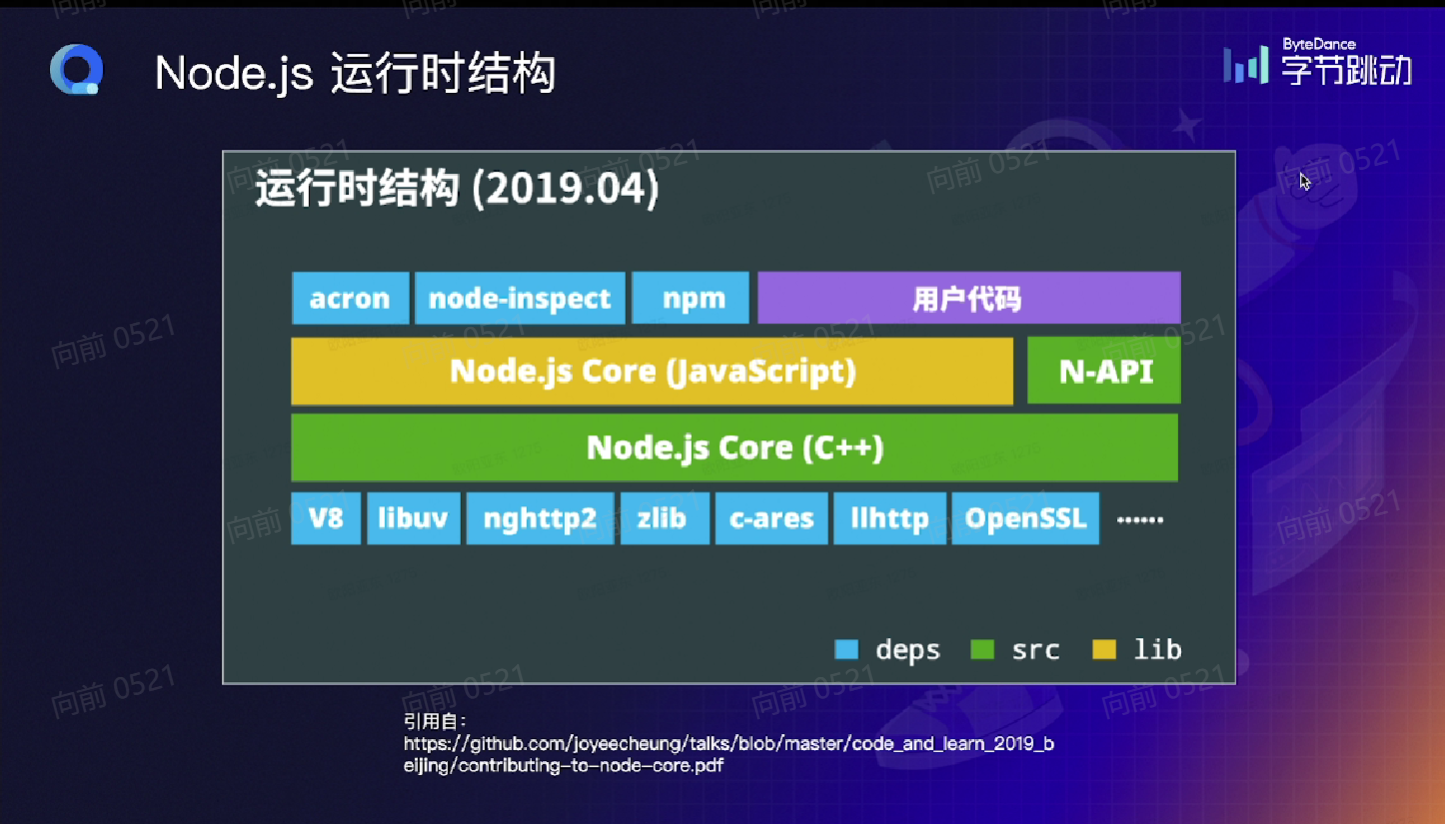 Node.js 运行时结构
ByteDance
字节跳动
运行时结构 (2019.04)
acron node-inspect npm 用户代码
Node.js Core (JavaScript) N-API
Node.js Core (C++)
V8 libuv nghttp2 zlib c-ares llhttp OpenSSL ······
deps src lib
引用自：
https://github.com/joyeecheung/talks/blob/master/code_and_learn_2019_b
eijing/contributing-to-node-core.pdf
向前 0521
向前 0521
向前 0521
向前 0521
向前 0521
向前 0521
向前 0521
向前 0521
向前 0521
向前 0521
向前 0521
向前 0521